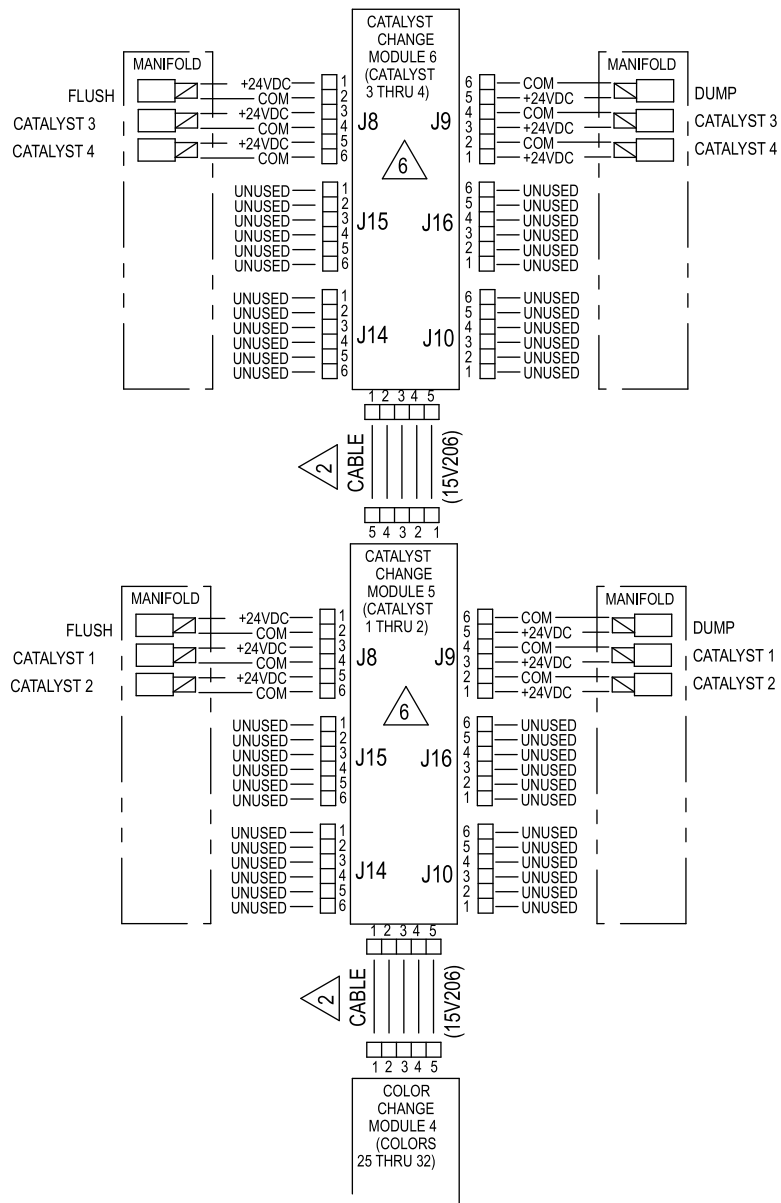 CATALYST
CHANGE
MODULE 6
(CATALYST
3 THRU 4)
MANIFOLD
FLUSH
CATALYST 3
CATALYST 4
+24VDC 1
COM 2
+24VDC 3
COM 4
+24VDC 5
COM 6
J8
J9
6 COM
5 +24VDC
4 COM
3 +24VDC
2 COM
1 +24VDC
MANIFOLD
DUMP
CATALYST 3
CATALYST 4
6
UNUSED 1
UNUSED 2
UNUSED 3
UNUSED 4
UNUSED 5
UNUSED 6
J15
J16
6 UNUSED
5 UNUSED
4 UNUSED
3 UNUSED
2 UNUSED
1 UNUSED
UNUSED 1
UNUSED 2
UNUSED 3
UNUSED 4
UNUSED 5
UNUSED 6
J14
J10
6 UNUSED
5 UNUSED
4 UNUSED
3 UNUSED
2 UNUSED
1 UNUSED
1 2 3 4 5
2
CABLE
(15V206)
5 4 3 2 1
CATALYST
CHANGE
MODULE 5
(CATALYST
1 THRU 2)
MANIFOLD
FLUSH
CATALYST 1
CATALYST 2
+24VDC 1
COM 2
+24VDC 3
COM 4
+24VDC 5
COM 6
J8
J9
6 COM
5 +24VDC
4 COM
3 +24VDC
2 COM
1 +24VDC
MANIFOLD
DUMP
CATALYST 1
CATALYST 2
6
UNUSED 1
UNUSED 2
UNUSED 3
UNUSED 4
UNUSED 5
UNUSED 6
J15
J16
6 UNUSED
5 UNUSED
4 UNUSED
3 UNUSED
2 UNUSED
1 UNUSED
UNUSED 1
UNUSED 2
UNUSED 3
UNUSED 4
UNUSED 5
UNUSED 6
J14
J10
6 UNUSED
5 UNUSED
4 UNUSED
3 UNUSED
2 UNUSED
1 UNUSED
1 2 3 4 5
2
CABLE
(15V206)
1 2 3 4 5
COLOR
CHANGE
MODULE 4
(COLORS
25 THRU 32)